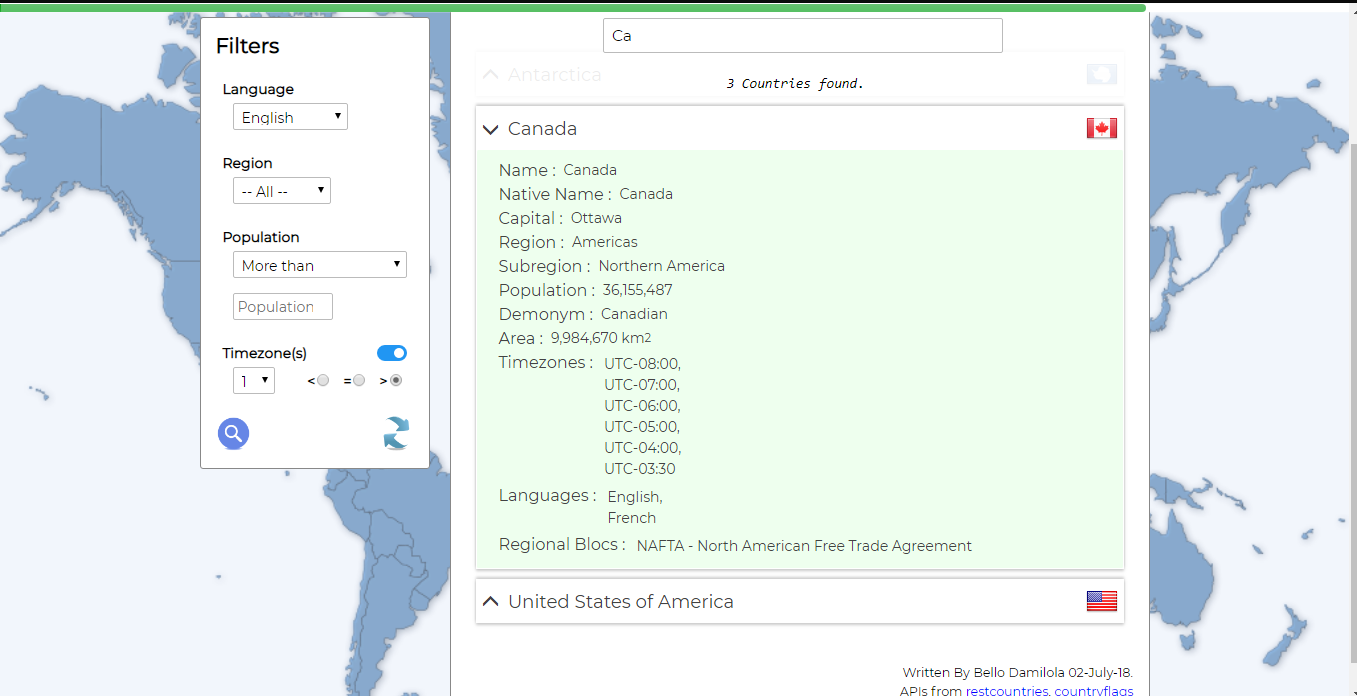 Filters
Language
English
Region
-- All --
Population
More than
Population
Timezone(s)
1 < = >
Ca
Antarctica
3 Countries found.
Canada
Name : Canada
Native Name : Canada
Capital : Ottawa
Region : Americas
Subregion : Northern America
Population : 36,155,487
Demonym : Canadian
Area : 9,984,670 km2
Timezones : UTC-08:00,
UTC-07:00,
UTC-06:00,
UTC-05:00,
UTC-04:00,
UTC-03:30
Languages : English,
French
Regional Blocs : NAFTA - North American Free Trade Agreement
United States of America
Written By Bello Damilola 02-July-18.
APIs from restcountries, countryflags